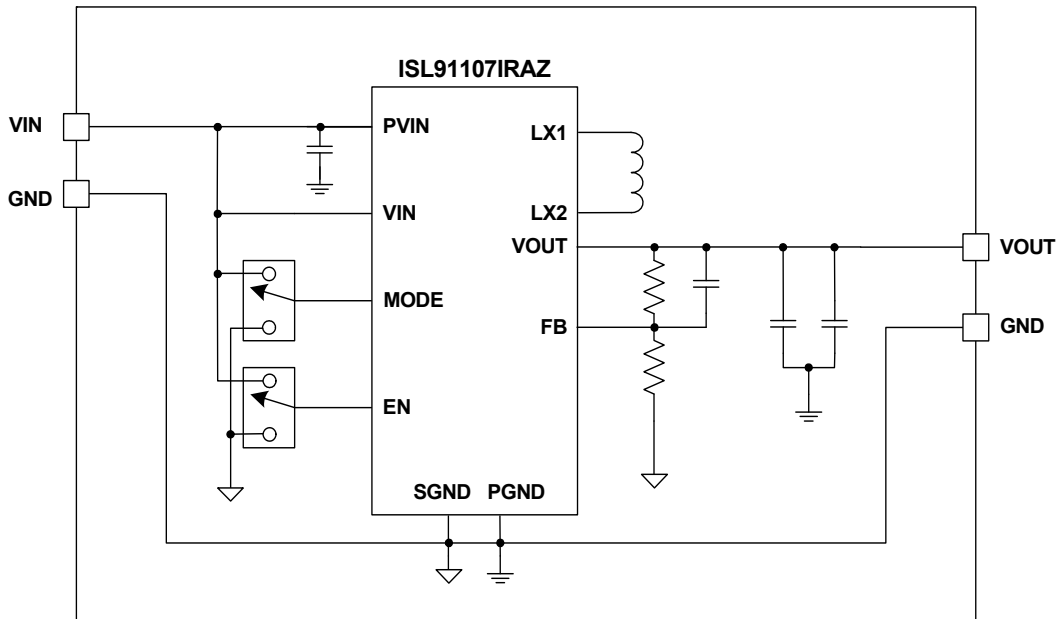 ISL91107IRAZ
VIN
PVIN
LX1
GND
VIN
LX2
VOUT
VOUT
MODE
FB
GND
EN
SGND PGND